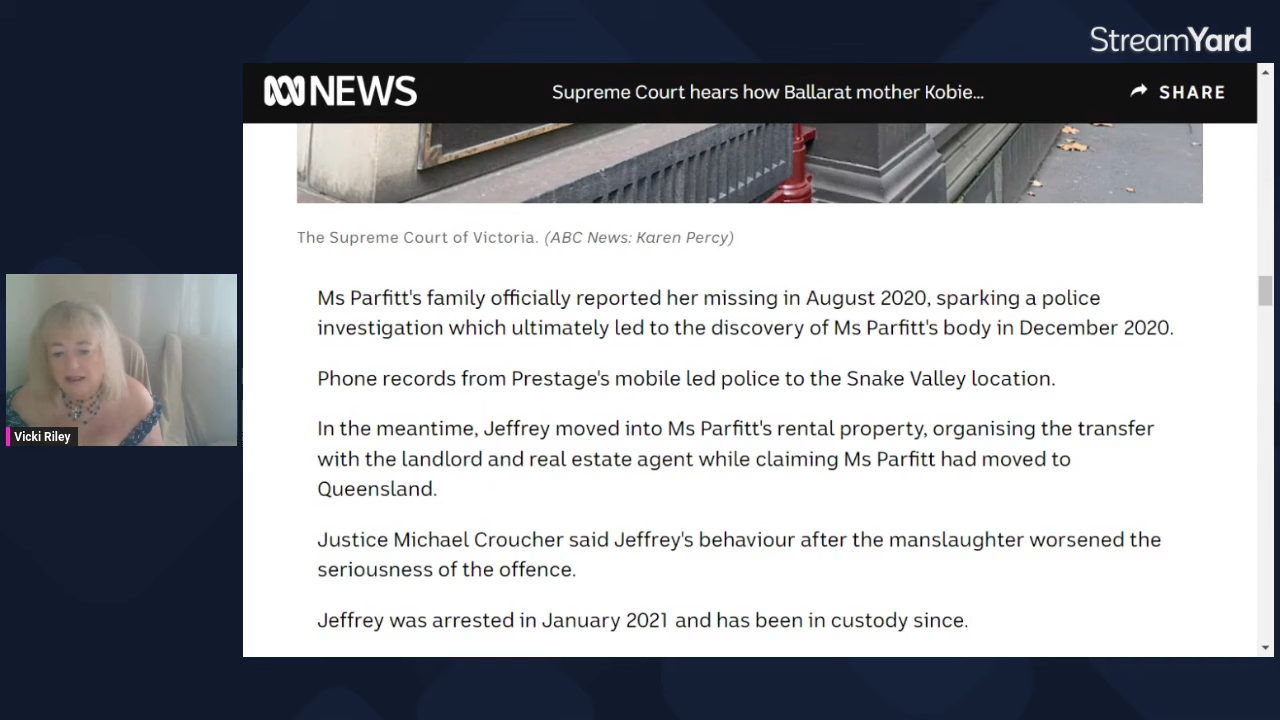 StreamYard
NEWS
Supreme Court hears how Ballarat mother Kobie...
SHARE
The Supreme Court of Victoria. (ABC News: Karen Percy)
Ms Parfitt's family officially reported her missing in August 2020, sparking a police
investigation which ultimately led to the discovery of Ms Parfitt's body in December 2020.
Phone records from Prestage's mobile led police to the Snake Valley location.
In the meantime, Jeffrey moved into Ms Parfitt's rental property, organising the transfer
with the landlord and real estate agent while claiming Ms Parfitt had moved to
Queensland.
Justice Michael Croucher said Jeffrey's behaviour after the manslaughter worsened the
seriousness of the offence.
Jeffrey was arrested in January 2021 and has been in custody since.
Vicki Riley